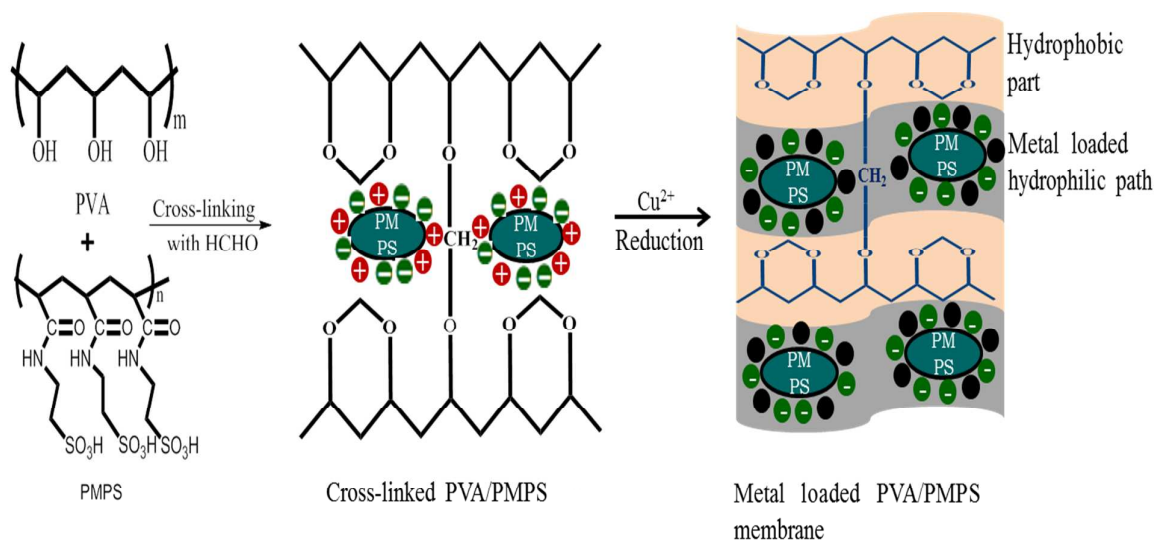 m
OH OH OH
PVA
+
n
C=O C=O C=O
HN HN HN
SO₃H SO₃H SO₃H
PMPS
Cross-linking
with HCHO
O O O O O
+ − + − − + − +
− PM + + PM +
PS CH₂ PS
+ − − + + − − +
O O O O O
Cross-linked PVA/PMPS
Cu²⁺
Reduction
O O O O O
PM
PS
CH₂
PM
PS
O O O O O
PM
PS
PM
PS
Hydrophobic
part
Metal loaded
hydrophilic path
Metal loaded PVA/PMPS
membrane